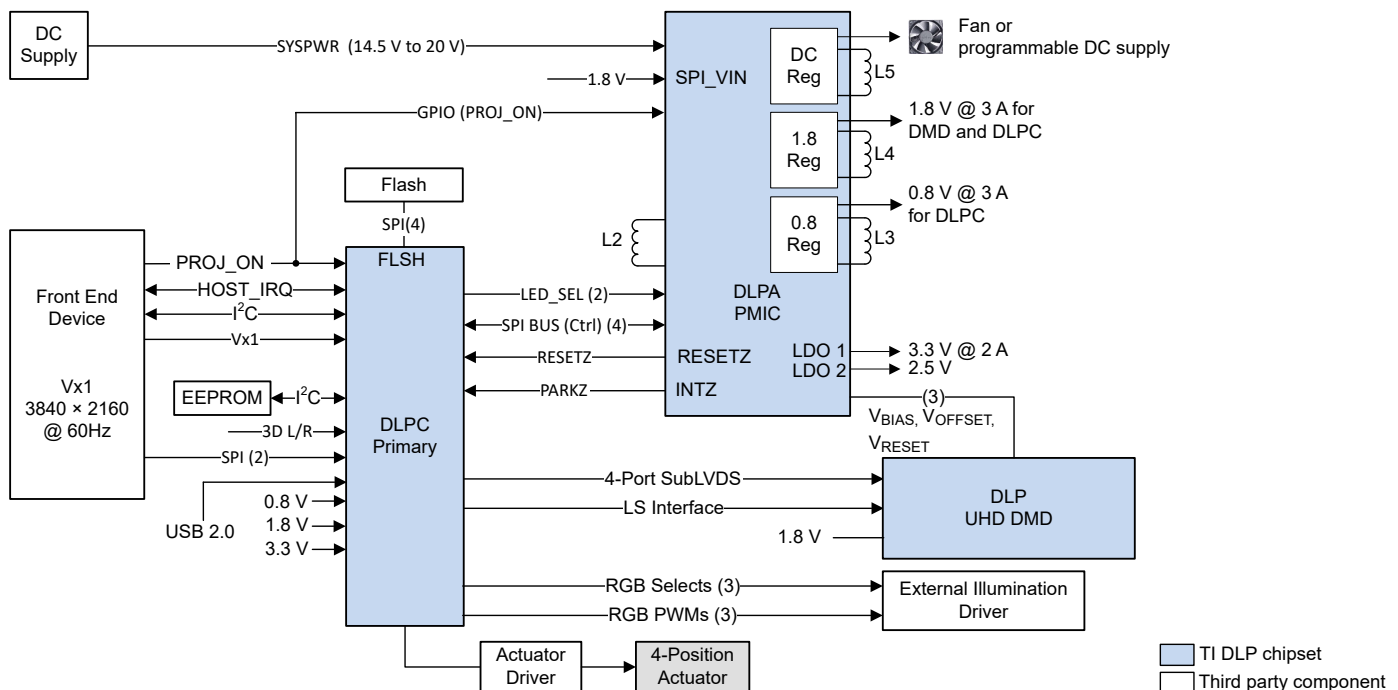 DC
Supply
SYSPWR (14.5 V to 20 V)
1.8 V
SPI_VIN
GPIO (PROJ_ON)
DC
Reg
L5
Fan or
programmable DC supply
1.8
Reg
L4
1.8 V @ 3 A for
DMD and DLPC
0.8
Reg
L3
0.8 V @ 3 A
for DLPC
L2
DLPA
PMIC
RESETZ
INTZ
LDO 1
LDO 2
3.3 V @ 2 A
2.5 V
(3)
VBIAS, VOFFSET,
VRESET
Flash
SPI(4)
FLSH
Front End
Device
Vx1
3840 × 2160
@ 60Hz
PROJ_ON
HOST_IRQ
I2C
Vx1
EEPROM
I2C
3D L/R
SPI (2)
USB 2.0
0.8 V
1.8 V
3.3 V
DLPC
Primary
LED_SEL (2)
SPI BUS (Ctrl) (4)
RESETZ
PARKZ
4-Port SubLVDS
LS Interface
1.8 V
DLP
UHD DMD
RGB Selects (3)
RGB PWMs (3)
External Illumination
Driver
Actuator
Driver
4-Position
Actuator
TI DLP chipset
Third party component